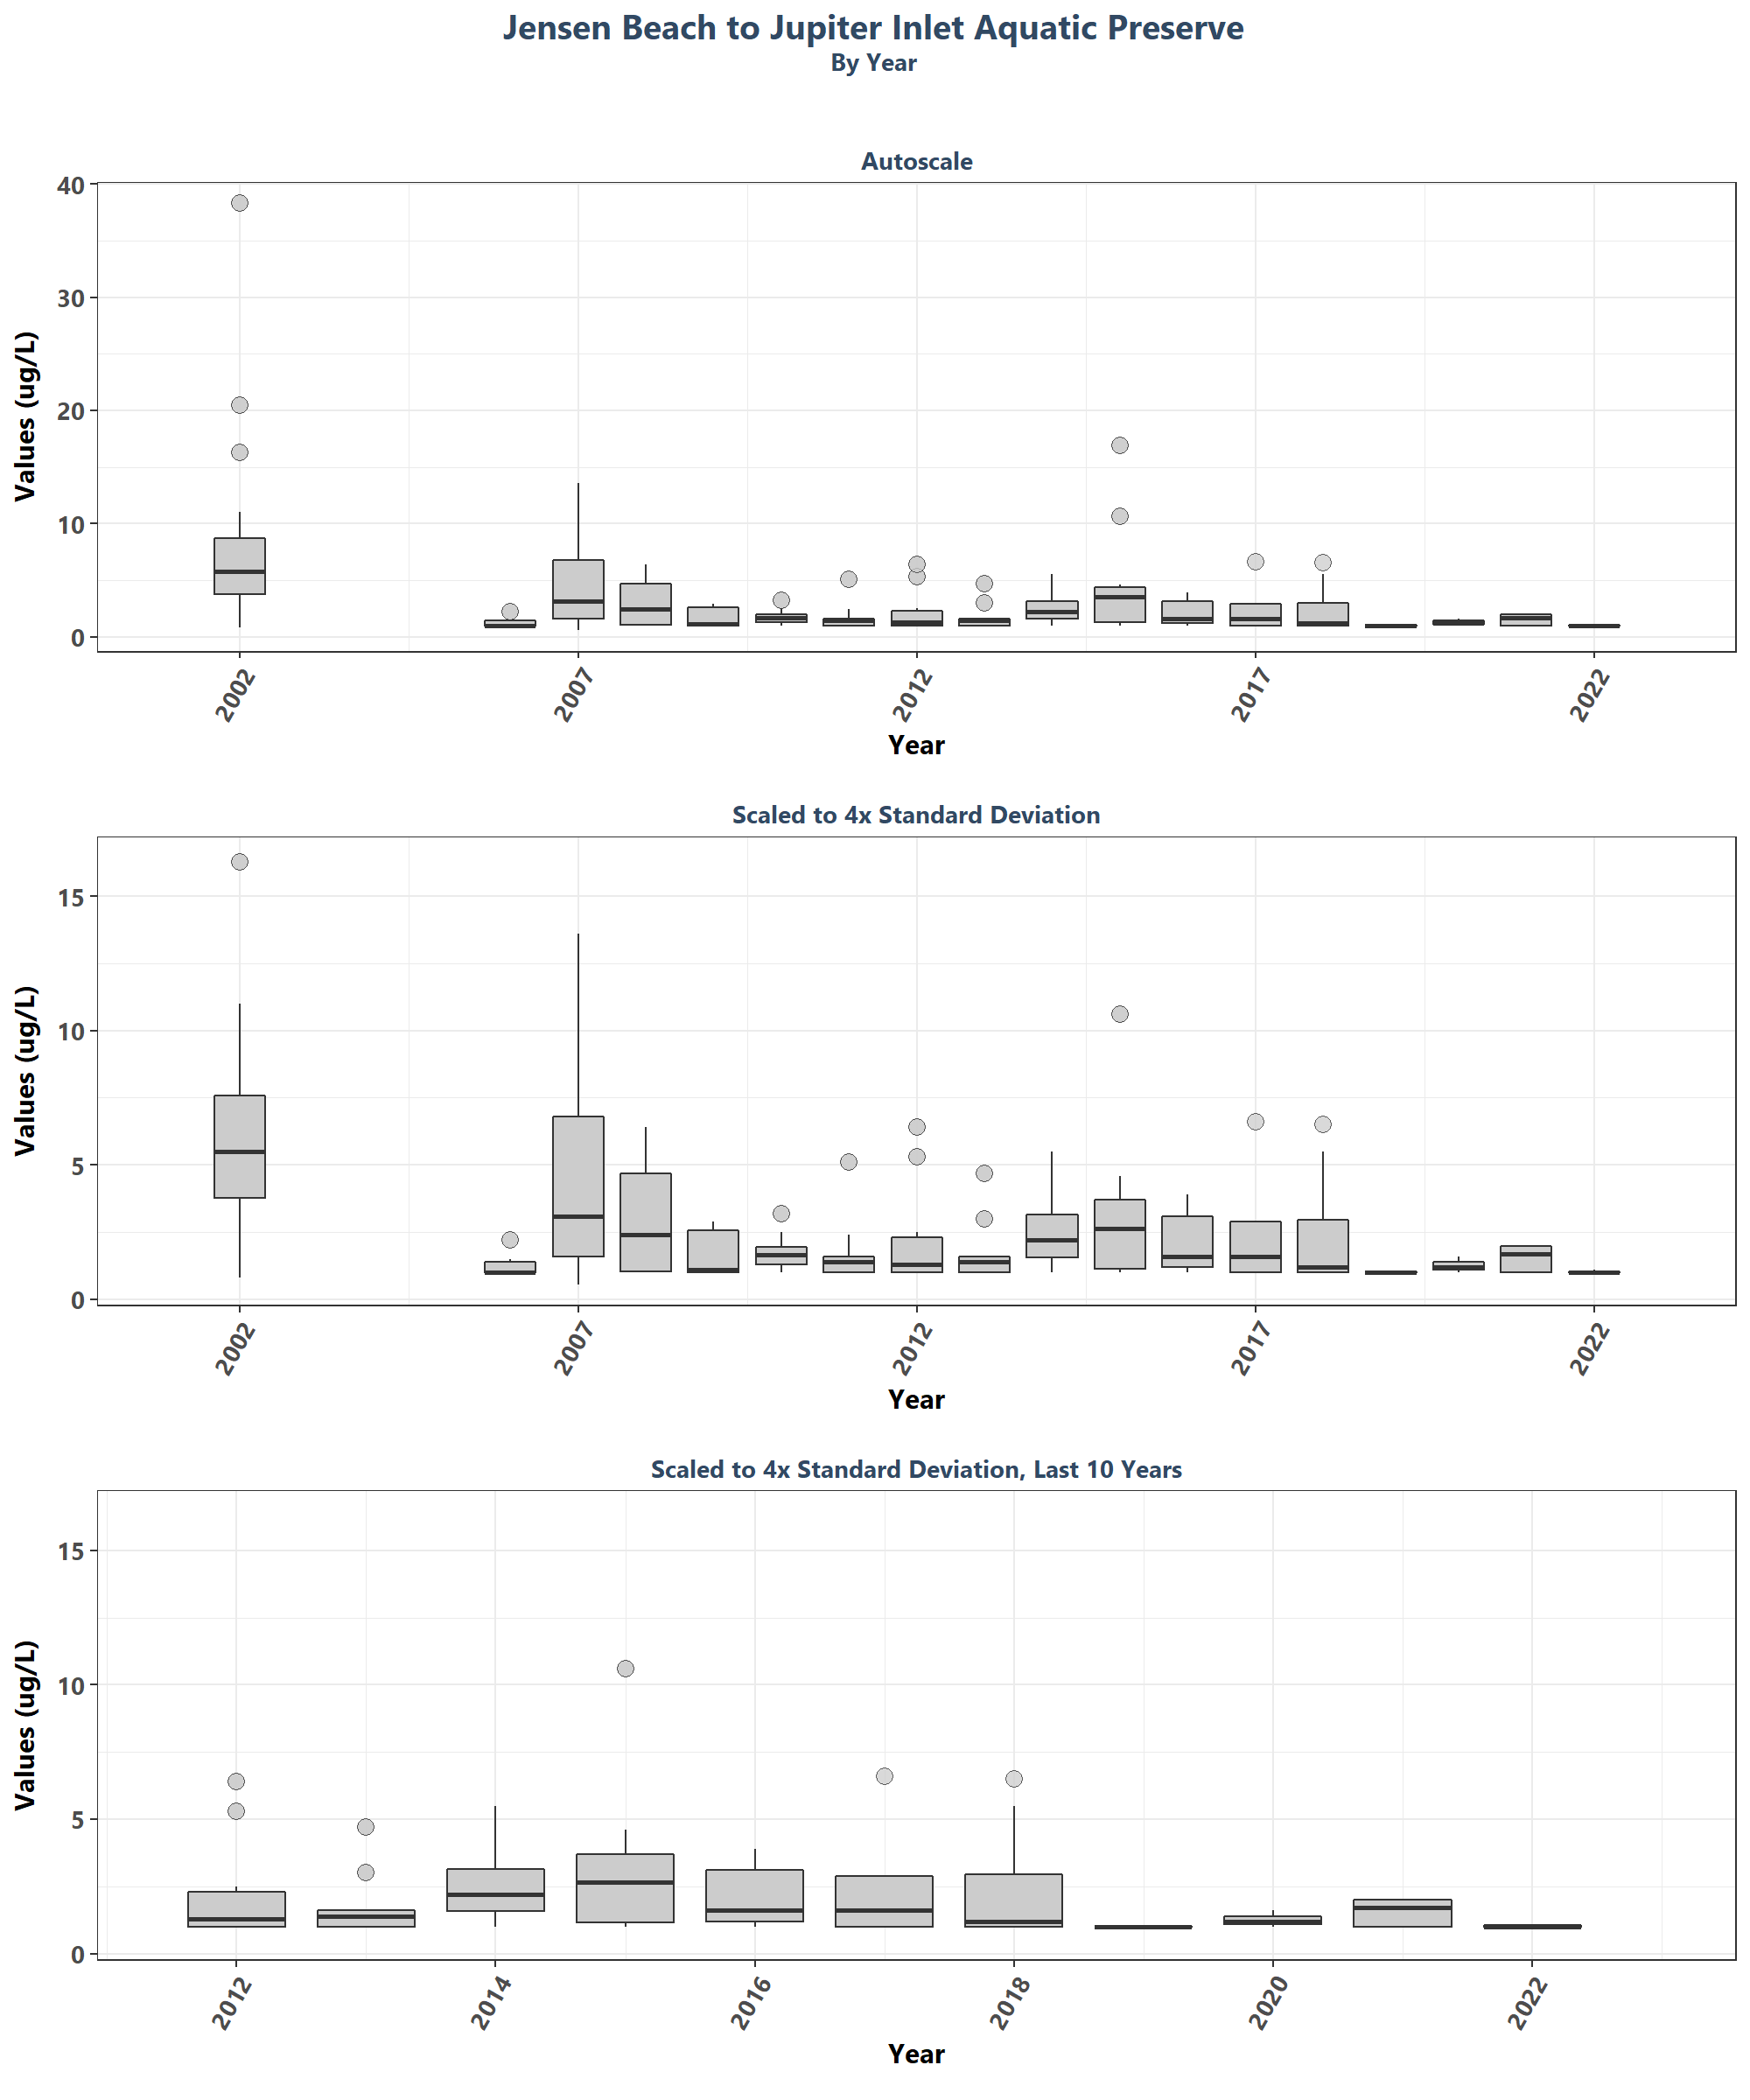 Jensen Beach to Jupiter Inlet Aquatic Preserve
By Year
Autoscale
Values (ug/L)
40
30
20
10
0
2002
2007
2012
2017
2022
Year
Scaled to 4x Standard Deviation
Values (ug/L)
15
10
5
0
2002
2007
2012
2017
2022
Year
Scaled to 4x Standard Deviation, Last 10 Years
Values (ug/L)
15
10
5
0
2012
2014
2016
2018
2020
2022
Year